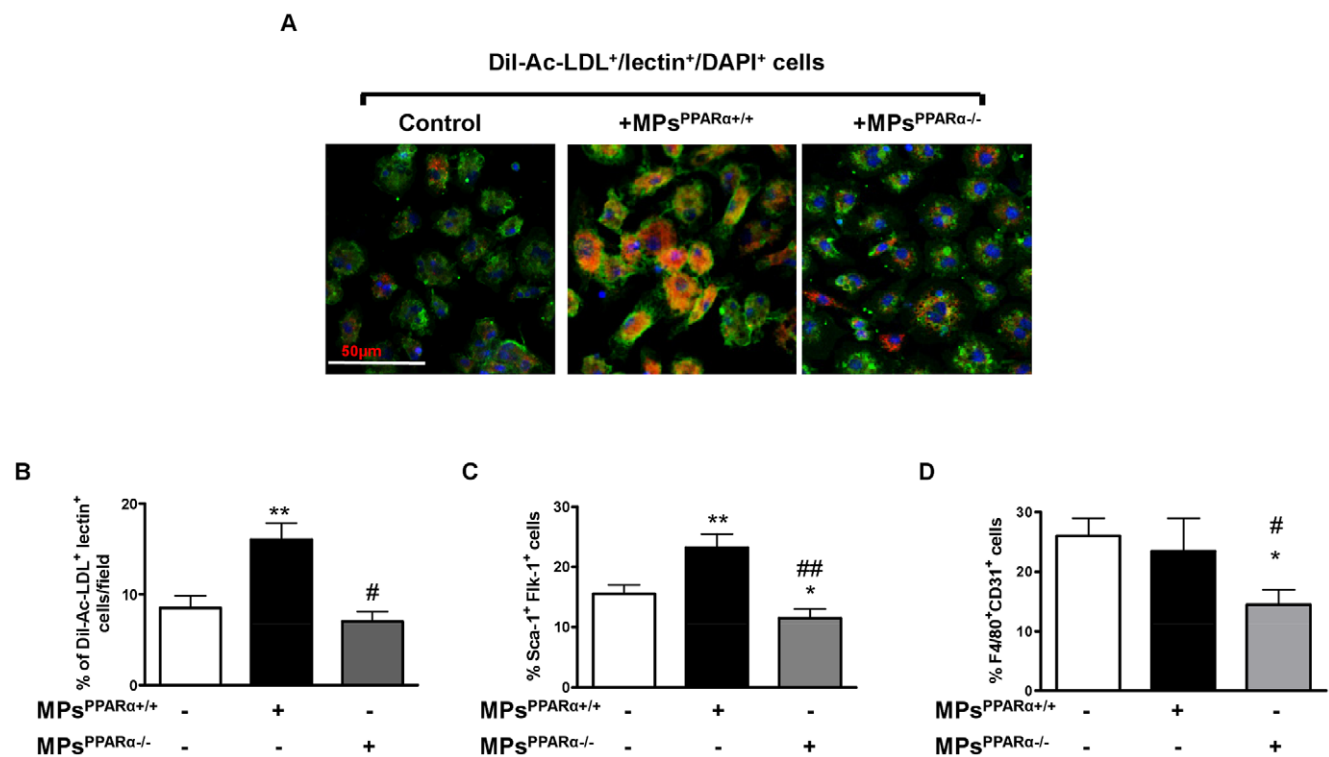 A
Dil-Ac-LDL⁺/lectin⁺/DAPI⁺ cells
Control +MPsᴾᴾᴬᴿα⁺/⁺ +MPsᴾᴾᴬᴿα⁻/⁻
50µm
B
% of Dil-Ac-LDL⁺ lectin⁺
cells/field
20
10
0
**
#
MPsᴾᴾᴬᴿα⁺/⁺ - + -
MPsᴾᴾᴬᴿα⁻/⁻ - - +
C
% Sca-1⁺ Flk-1⁺ cells
30
20
10
0
**
##
*
MPsᴾᴾᴬᴿα⁺/⁺ - + -
MPsᴾᴾᴬᴿα⁻/⁻ - - +
D
% F4/80⁺CD31⁺ cells
30
20
10
0
#
*
MPsᴾᴾᴬᴿα⁺/⁺ - + -
MPsᴾᴾᴬᴿα⁻/⁻ - - +